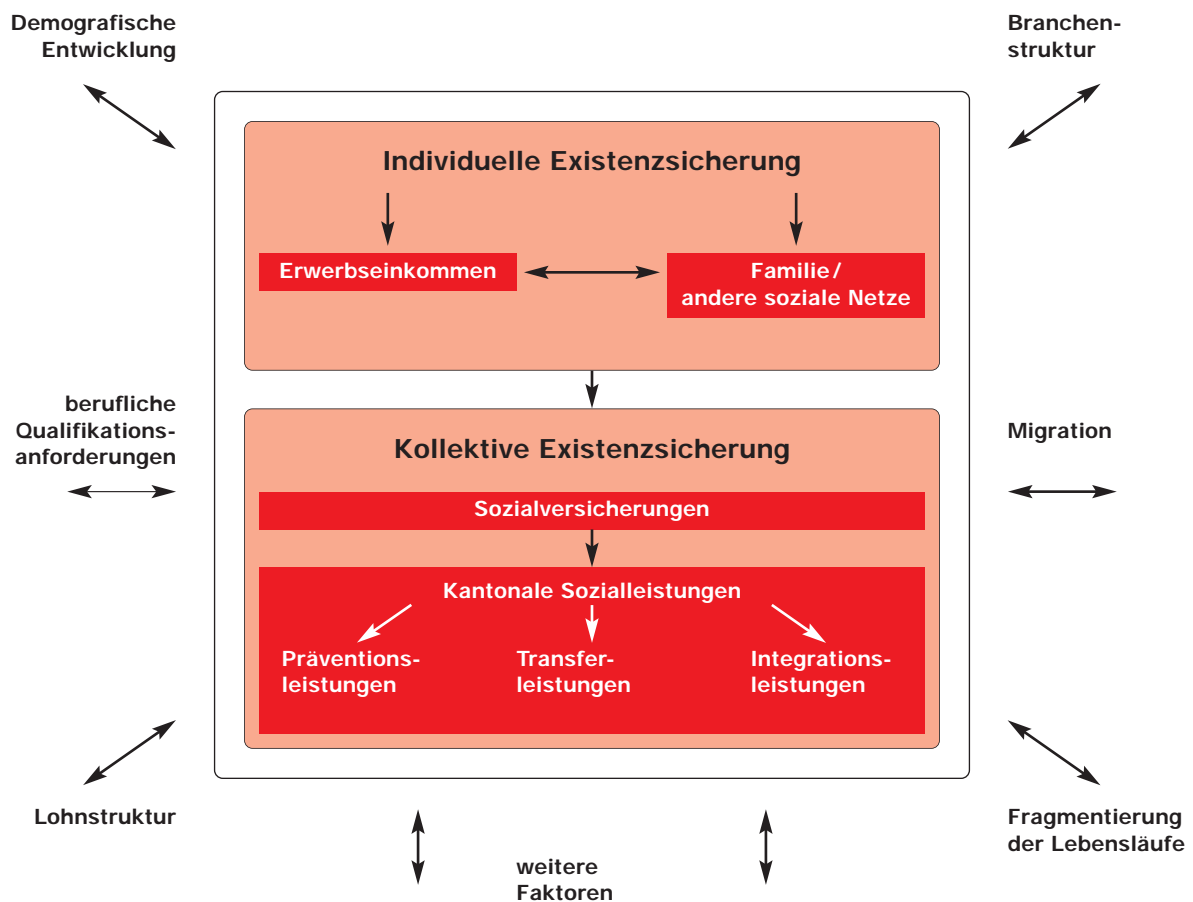 Demografische
Entwicklung
Branchen-
struktur
Individuelle Existenzsicherung
Erwerbseinkommen
Familie/
andere soziale Netze
berufliche
Qualifikations-
anforderungen
Migration
Kollektive Existenzsicherung
Sozialversicherungen
Kantonale Sozialleistungen
Präventions-
leistungen
Transfer-
leistungen
Integrations-
leistungen
Lohnstruktur
Fragmentierung
der Lebensläufe
weitere
Faktoren